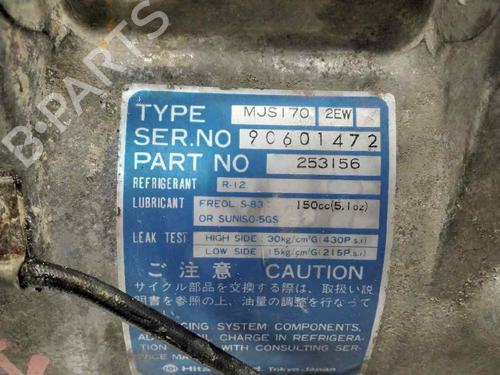 B-PARTS
TYPE MJS170 2EW
SER.NO 90601472
PART NO 253156
REFRIGERANT R-12
LUBRICANT FREOL S-83 150cc(5.1oz)
OR SUNISO-5GS
LEAK TEST HIGH SIDE 30kg/cm²G(430P.s.i)
LOW SIDE 15kg/cm²G(215P.s.i)
ご注意 CAUTION
サイクル部品を交換する際は、取扱い説
明書を参照の上、油量の調整を行なって
SYSTEM COMPONENTS,
CHARGE IN REFRIGERA-
WITH CONSULTING SER-
VICE
Tokyo Japan